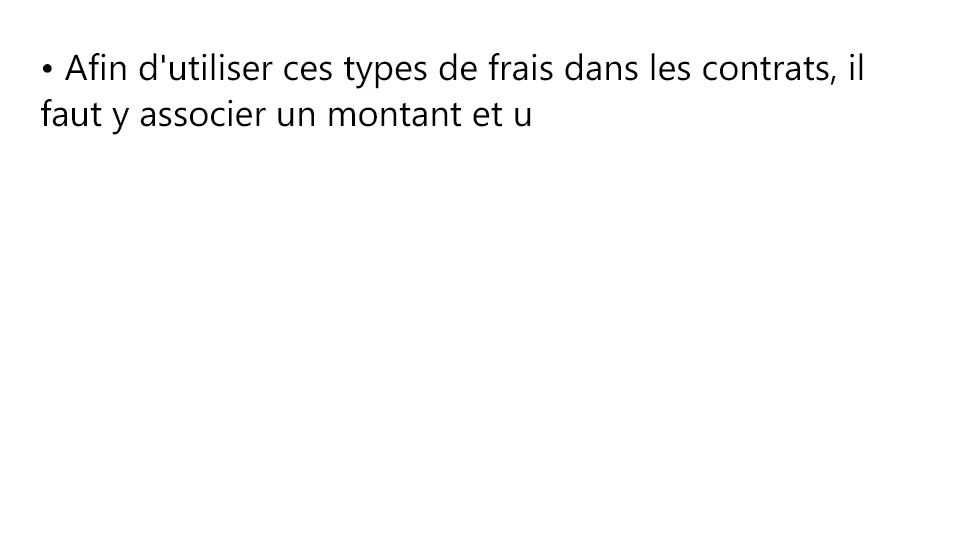 • Afin d'utiliser ces types de frais dans les contrats, il
faut y associer un montant et u